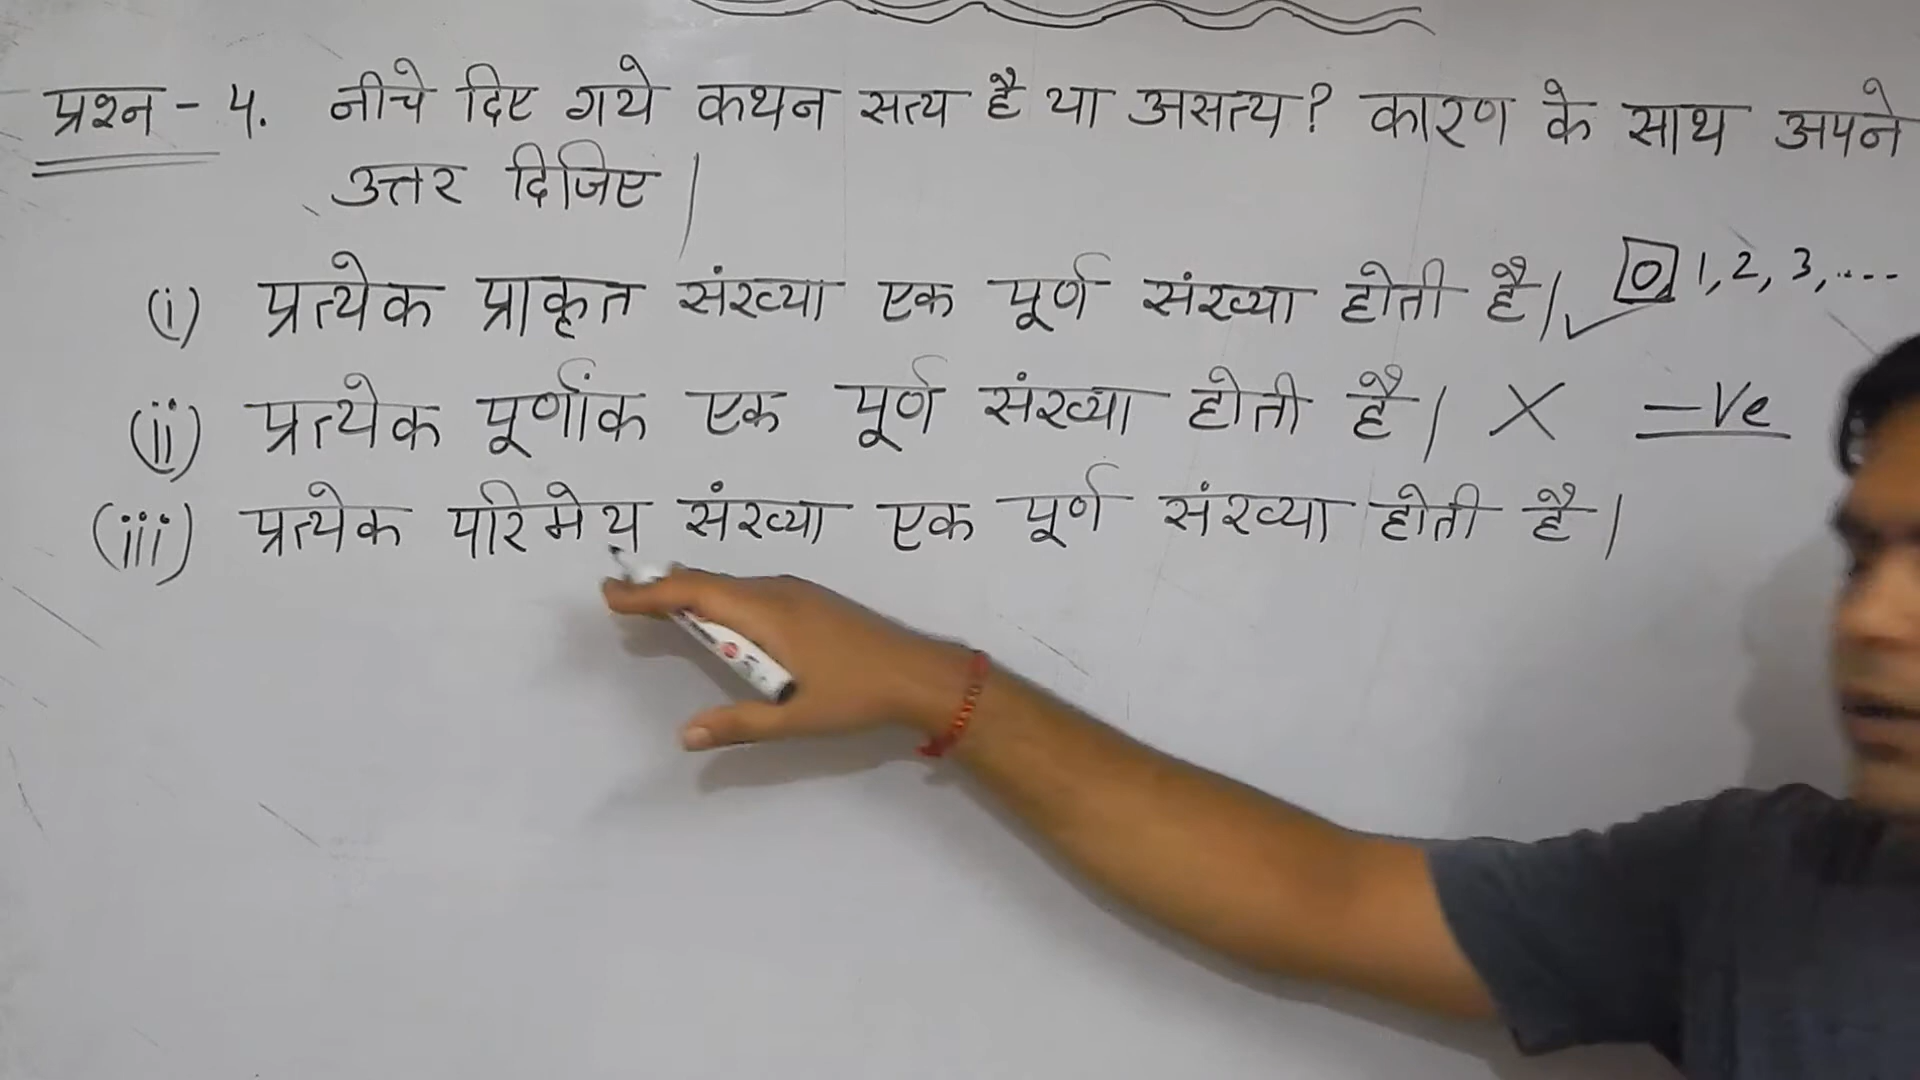 प्रश्न - 4. नीचे दिए गये कथन सत्य है या असत्य? कारण के साथ अपने
उत्तर दिजिए।
(i) प्रत्येक प्राकृत संख्या एक पूर्ण संख्या होती है। ✓ 0 1, 2, 3, ....
(ii) प्रत्येक पूर्णांक एक पूर्ण संख्या होती है। × -Ve
(iii) प्रत्येक परिमेय संख्या एक पूर्ण संख्या होती है।